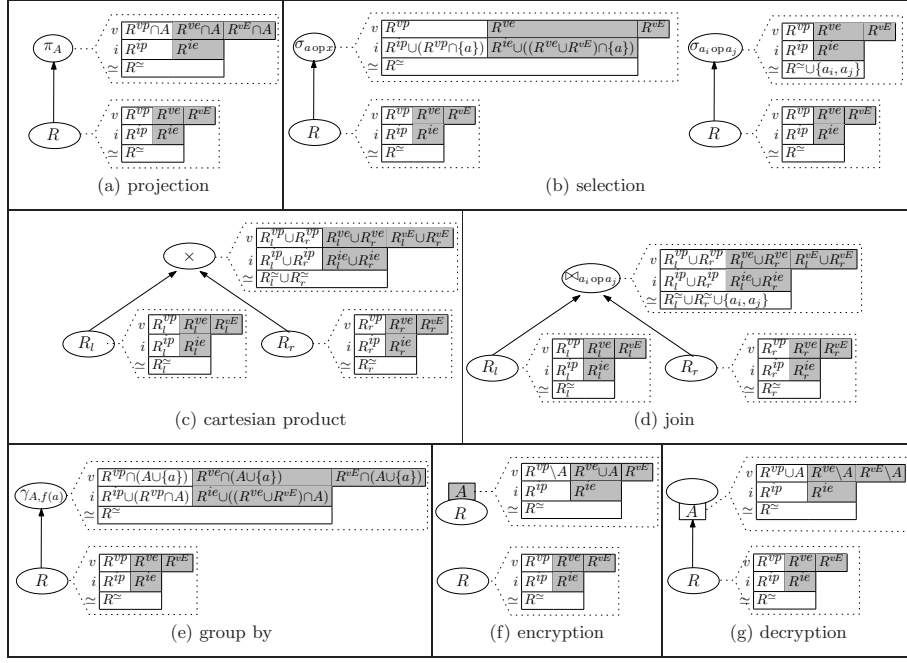 π_A
v R^{vp}∩A R^{ve}∩A R^{vE}∩A
i R^{ip} R^{ie}
≃ R^≃
R
v R^{vp} R^{ve} R^{vE}
i R^{ip} R^{ie}
≃ R^≃
(a) projection
σ_{a op x}
v R^{vp} R^{ve} R^{vE}
i R^{ip}∪(R^{vp}∩{a}) R^{ie}∪((R^{ve}∪R^{vE})∩{a})
≃ R^≃
R
v R^{vp} R^{ve} R^{vE}
i R^{ip} R^{ie}
≃ R^≃
σ_{a_i op a_j}
v R^{vp} R^{ve} R^{vE}
i R^{ip} R^{ie}
≃ R^≃∪{a_i, a_j}
R
v R^{vp} R^{ve} R^{vE}
i R^{ip} R^{ie}
≃ R^≃
(b) selection
×
v R_l^{vp}∪R_r^{vp} R_l^{ve}∪R_r^{ve} R_l^{vE}∪R_r^{vE}
i R_l^{ip}∪R_r^{ip} R_l^{ie}∪R_r^{ie}
≃ R_l^≃∪R_r^≃
R_l
v R_l^{vp} R_l^{ve} R_l^{vE}
i R_l^{ip} R_l^{ie}
≃ R_l^≃
R_r
v R_r^{vp} R_r^{ve} R_r^{vE}
i R_r^{ip} R_r^{ie}
≃ R_r^≃
(c) cartesian product
⋈_{a_i op a_j}
v R_l^{vp}∪R_r^{vp} R_l^{ve}∪R_r^{ve} R_l^{vE}∪R_r^{vE}
i R_l^{ip}∪R_r^{ip} R_l^{ie}∪R_r^{ie}
≃ R_l^≃∪R_r^≃∪{a_i, a_j}
R_l
v R_l^{vp} R_l^{ve} R_l^{vE}
i R_l^{ip} R_l^{ie}
≃ R_l^≃
R_r
v R_r^{vp} R_r^{ve} R_r^{vE}
i R_r^{ip} R_r^{ie}
≃ R_r^≃
(d) join
γ_{A,f(a)}
v R^{vp}∩(A∪{a}) R^{ve}∩(A∪{a}) R^{vE}∩(A∪{a})
i R^{ip}∪(R^{vp}∩A) R^{ie}∪((R^{ve}∪R^{vE})∩A)
≃ R^≃
R
v R^{vp} R^{ve} R^{vE}
i R^{ip} R^{ie}
≃ R^≃
(e) group by
A
R
v R^{vp}\A R^{ve}∪A R^{vE}
i R^{ip} R^{ie}
≃ R^≃
R
v R^{vp} R^{ve} R^{vE}
i R^{ip} R^{ie}
≃ R^≃
(f) encryption
A
v R^{vp}∪A R^{ve}\A R^{vE}\A
i R^{ip} R^{ie}
≃ R^≃
R
v R^{vp} R^{ve} R^{vE}
i R^{ip} R^{ie}
≃ R^≃
(g) decryption